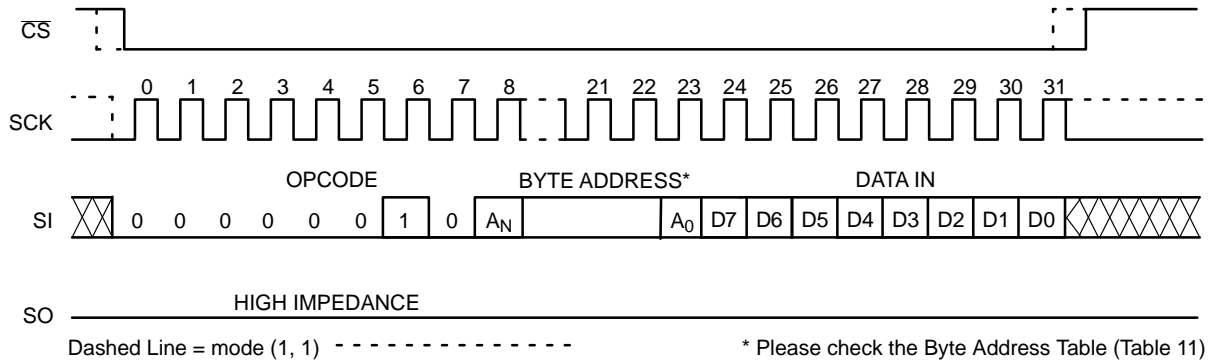 CS
0 1 2 3 4 5 6 7 8 21 22 23 24 25 26 27 28 29 30 31
SCK
OPCODE BYTE ADDRESS* DATA IN
SI 0 0 0 0 0 0 1 0 AN A0 D7 D6 D5 D4 D3 D2 D1 D0
HIGH IMPEDANCE
SO
Dashed Line = mode (1, 1) * Please check the Byte Address Table (Table 11)